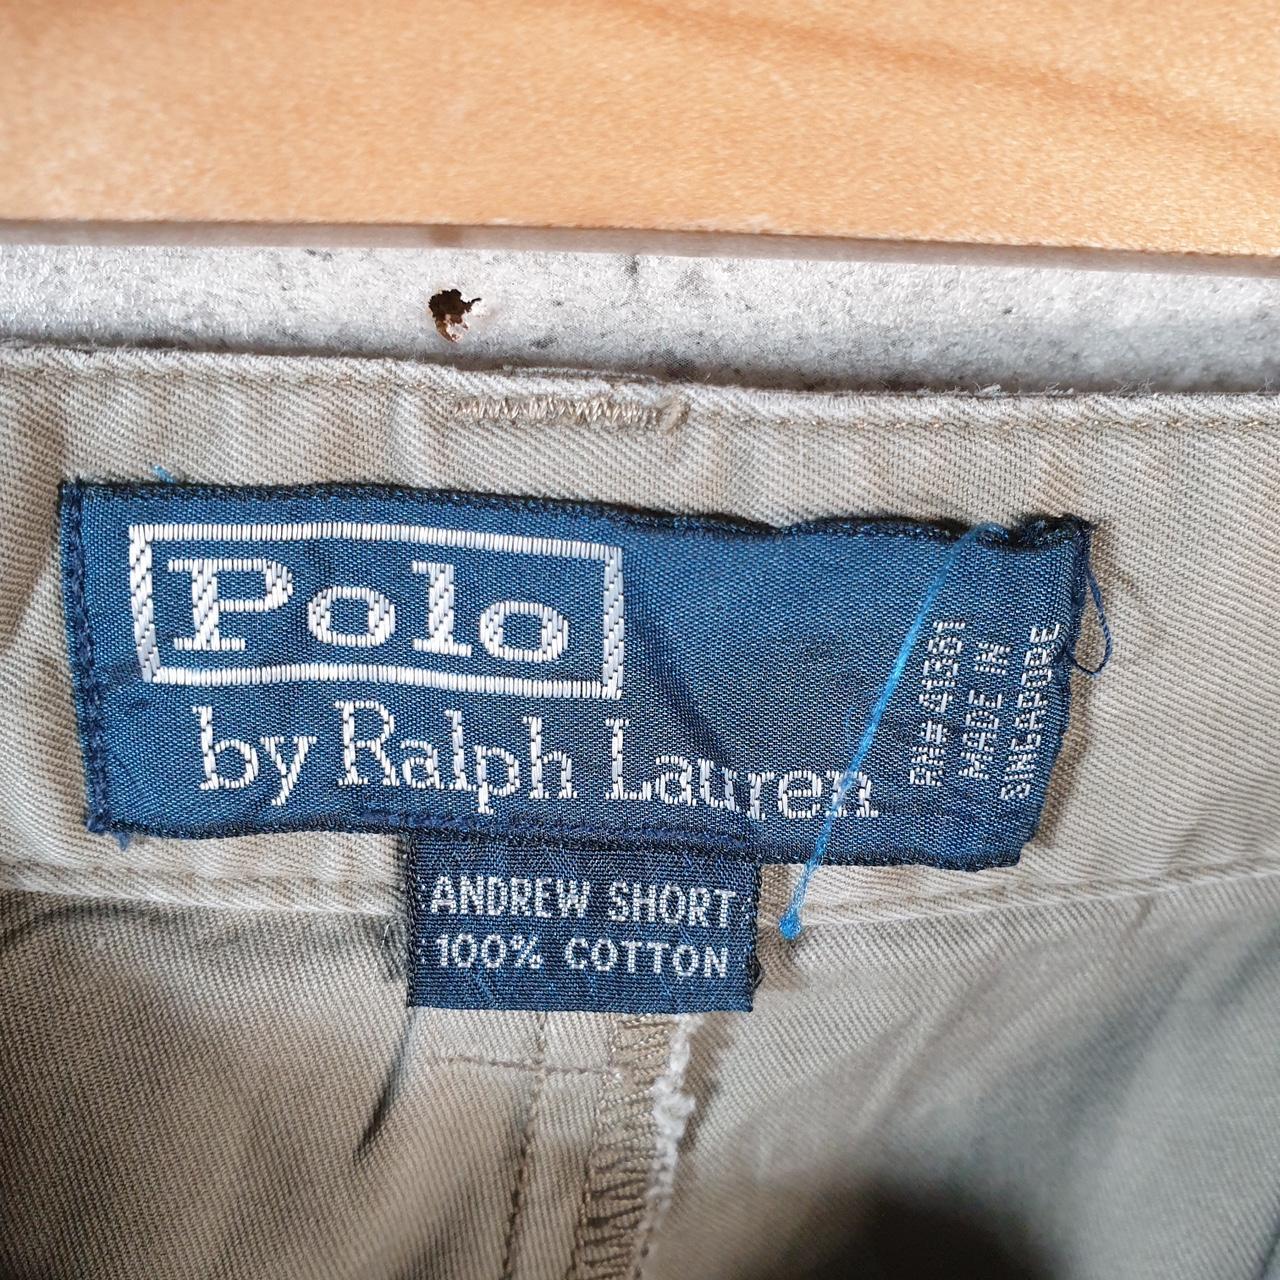 Polo
by Ralph Lauren
RN# 41381
MADE IN
SINGAPORE
ANDREW SHORT
100% COTTON